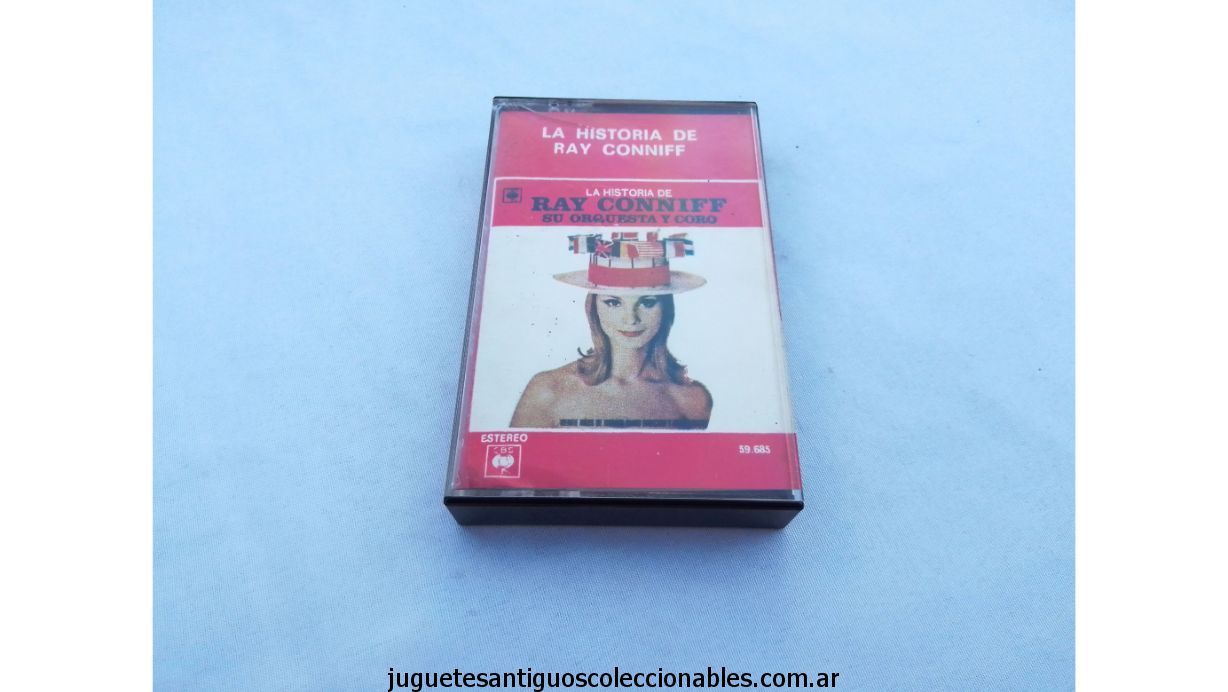 LA HISTORIA DE
RAY CONNIFF
LA HISTORIA DE
RAY CONNIFF
SU ORQUESTA Y CORO
ESTEREO
CBS
59.685
juguetesantiguoscoleccionables.com.ar